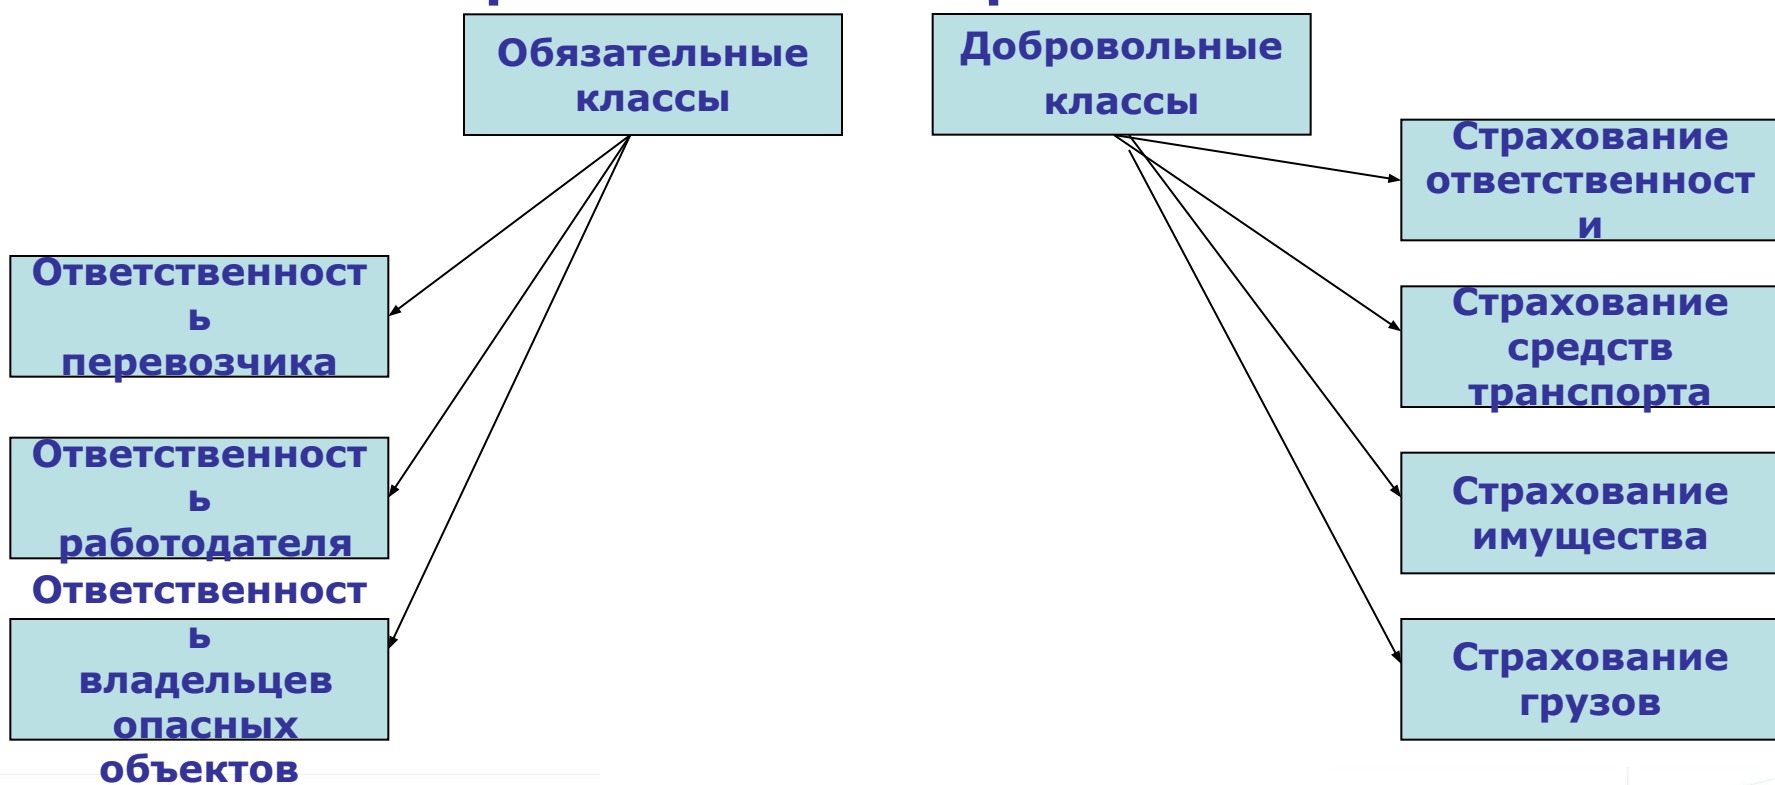 Обязательные
классы
Добровольные
классы
Ответственност
ь
перевозчика
Ответственност
ь
работодателя
Ответственност
ь
владельцев
опасных
объектов
Страхование
ответственност
и
Страхование
средств
транспорта
Страхование
имущества
Страхование
грузов